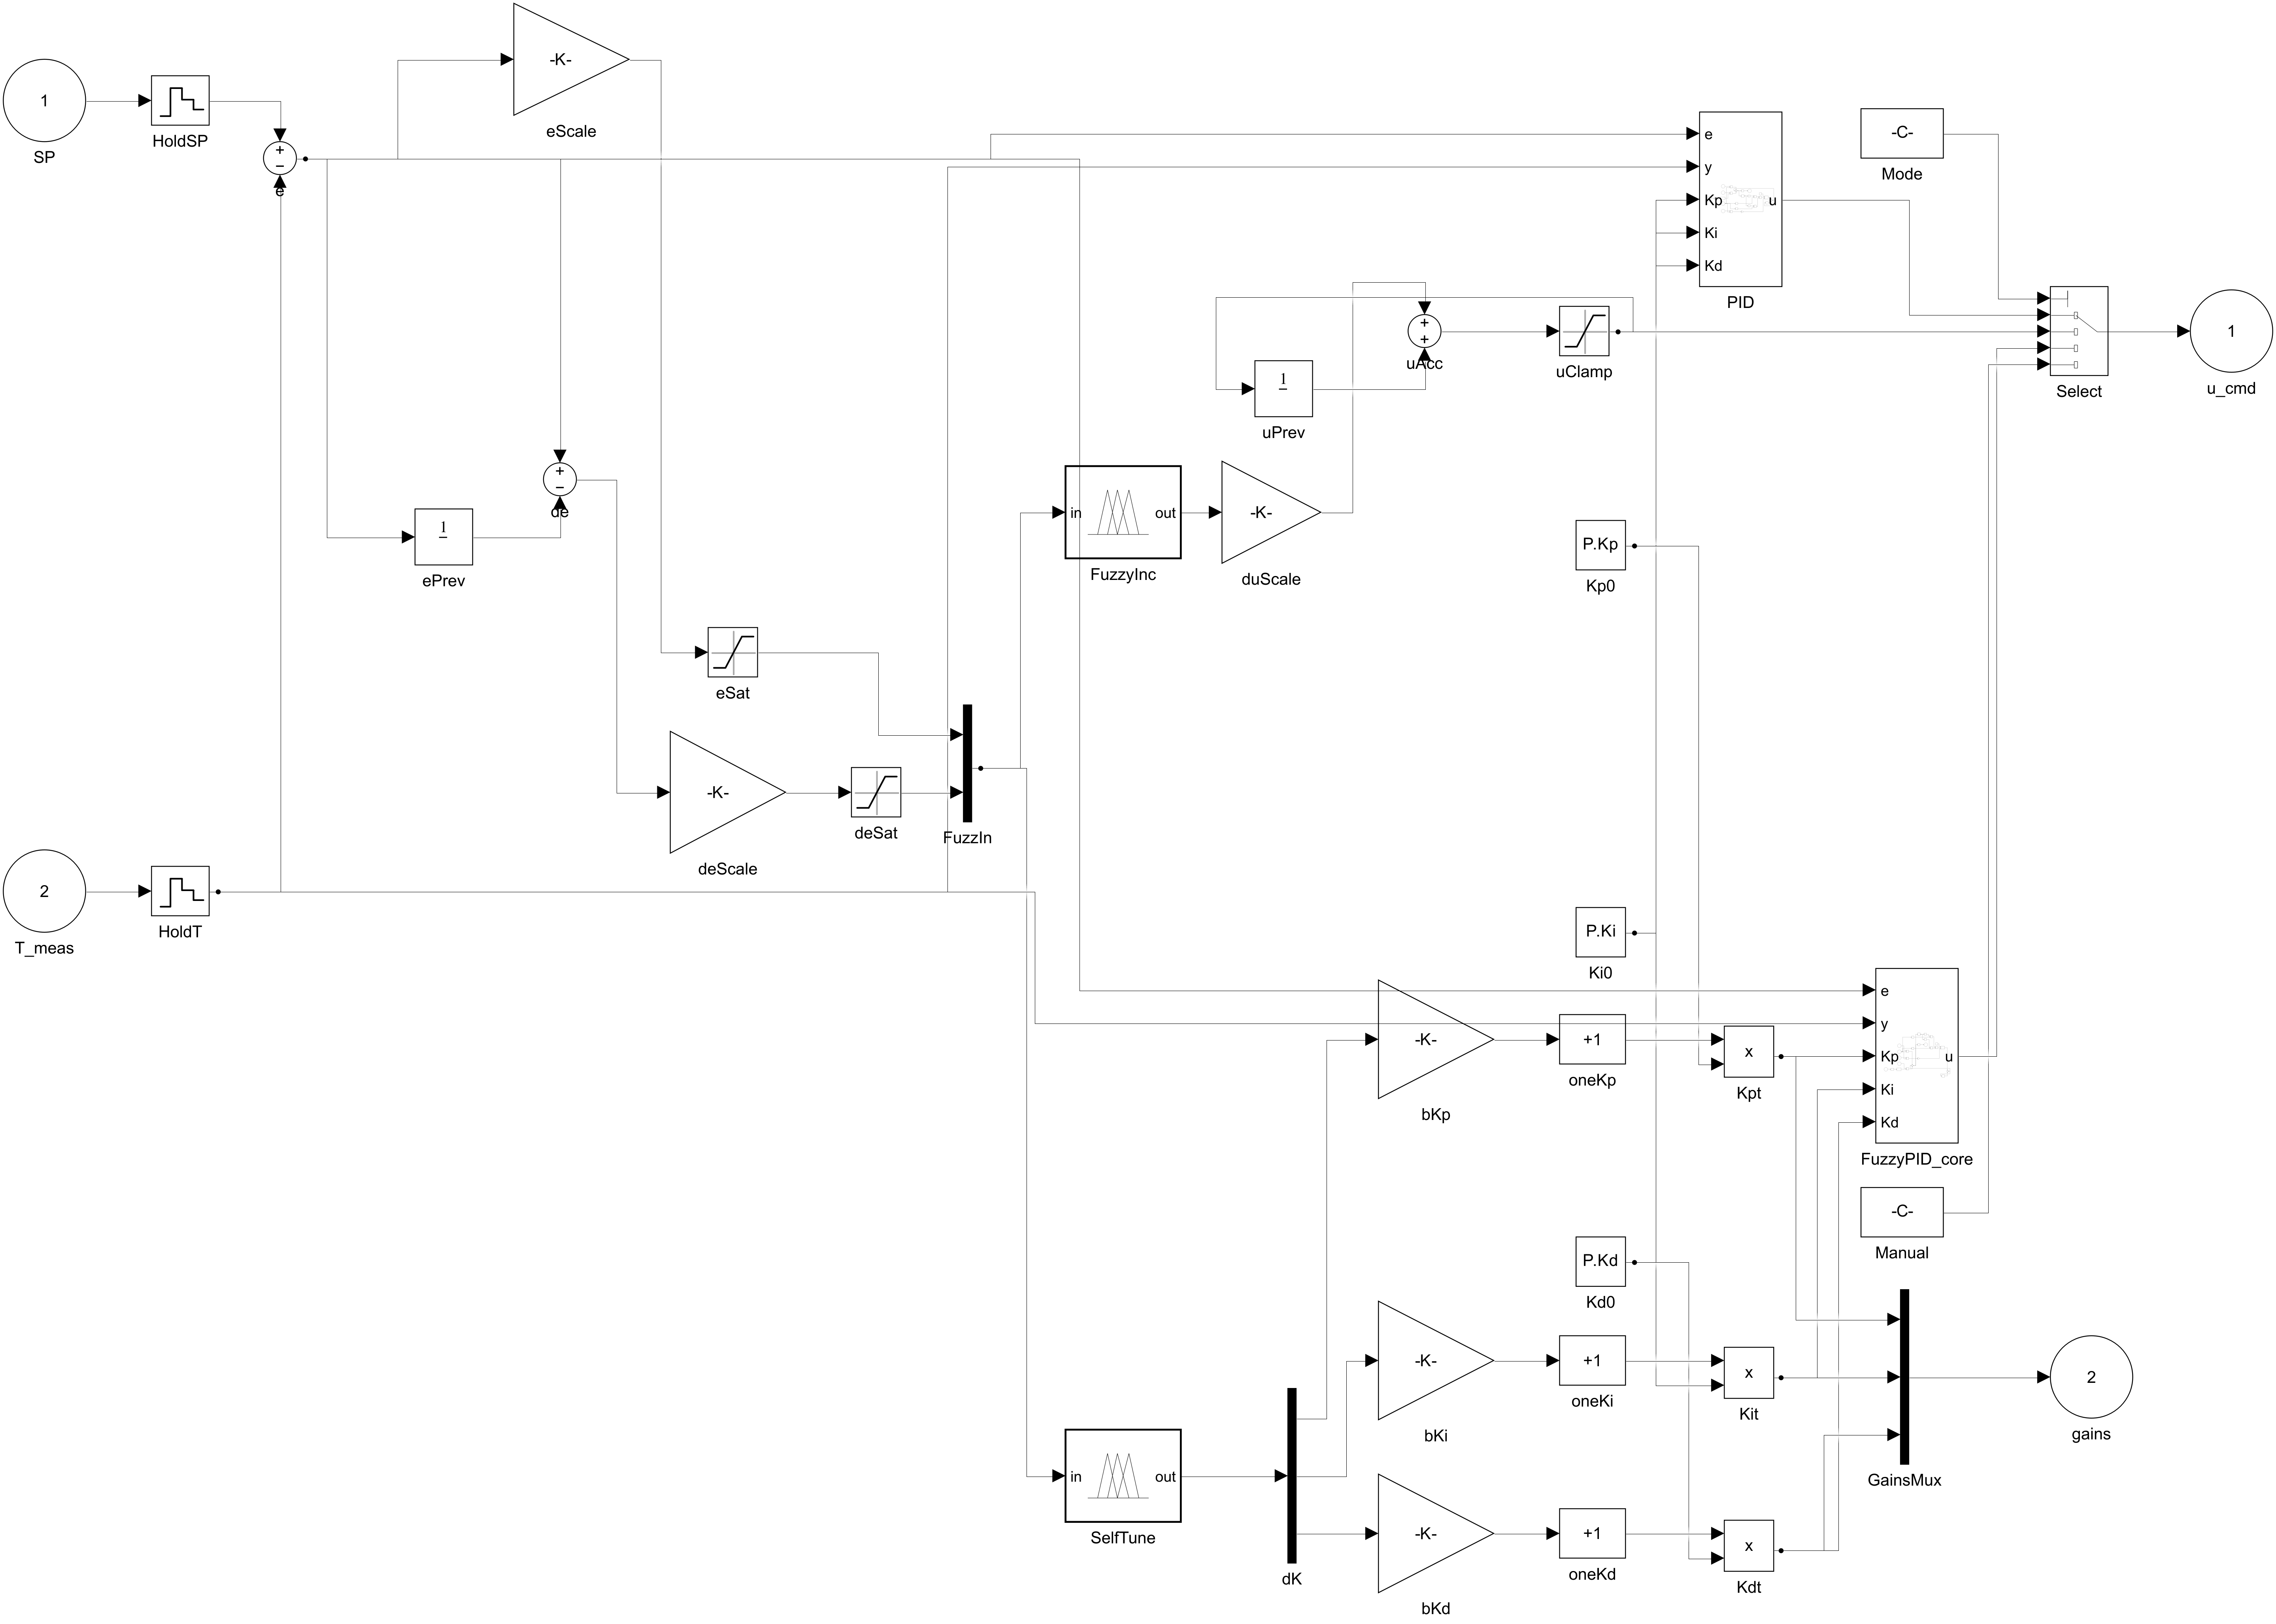 -K-
eScale
1
SP
HoldSP
+
−
e
e
y
Kp
Ki
Kd
u
PID
-C-
Mode
+
+
uAcc
uClamp
1
uPrev
Select
1
u_cmd
+
−
de
1
ePrev
in
out
FuzzyInc
-K-
duScale
P.Kp
Kp0
eSat
-K-
deScale
deSat
FuzzIn
2
T_meas
HoldT
P.Ki
Ki0
-K-
bKp
+1
oneKp
x
Kpt
e
y
Kp
Ki
Kd
u
FuzzyPID_core
-C-
Manual
P.Kd
Kd0
-K-
bKi
+1
oneKi
x
Kit
GainsMux
2
gains
in
out
SelfTune
dK
-K-
bKd
+1
oneKd
x
Kdt